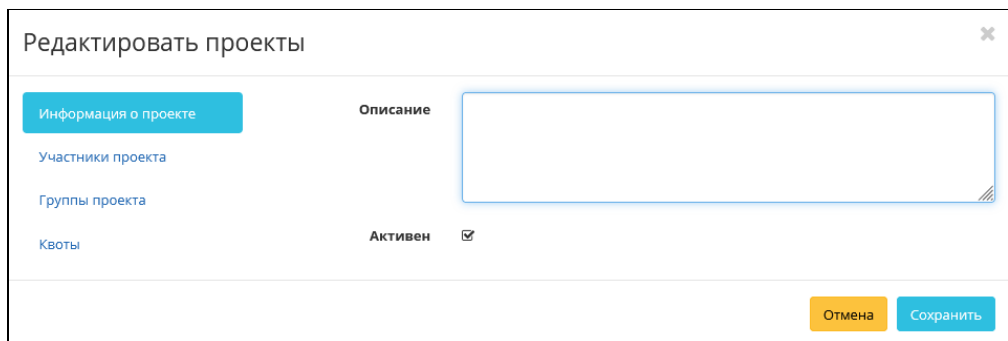 Редактировать проекты
Информация о проекте
Описание
Участники проекта
Группы проекта
Активен
Квоты
Отмена
Сохранить